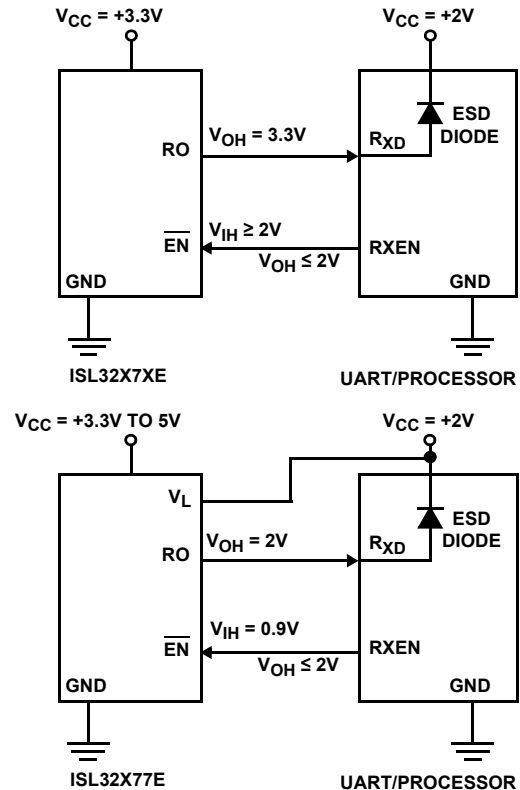 V_CC = +3.3V
V_CC = +2V
RO
V_OH = 3.3V
R_XD
ESD
DIODE
EN
V_IH ≥ 2V
V_OH ≤ 2V
RXEN
GND
GND
ISL32X7XE
UART/PROCESSOR
V_CC = +3.3V TO 5V
V_CC = +2V
V_L
RO
V_OH = 2V
R_XD
ESD
DIODE
EN
V_IH = 0.9V
V_OH ≤ 2V
RXEN
GND
GND
ISL32X77E
UART/PROCESSOR